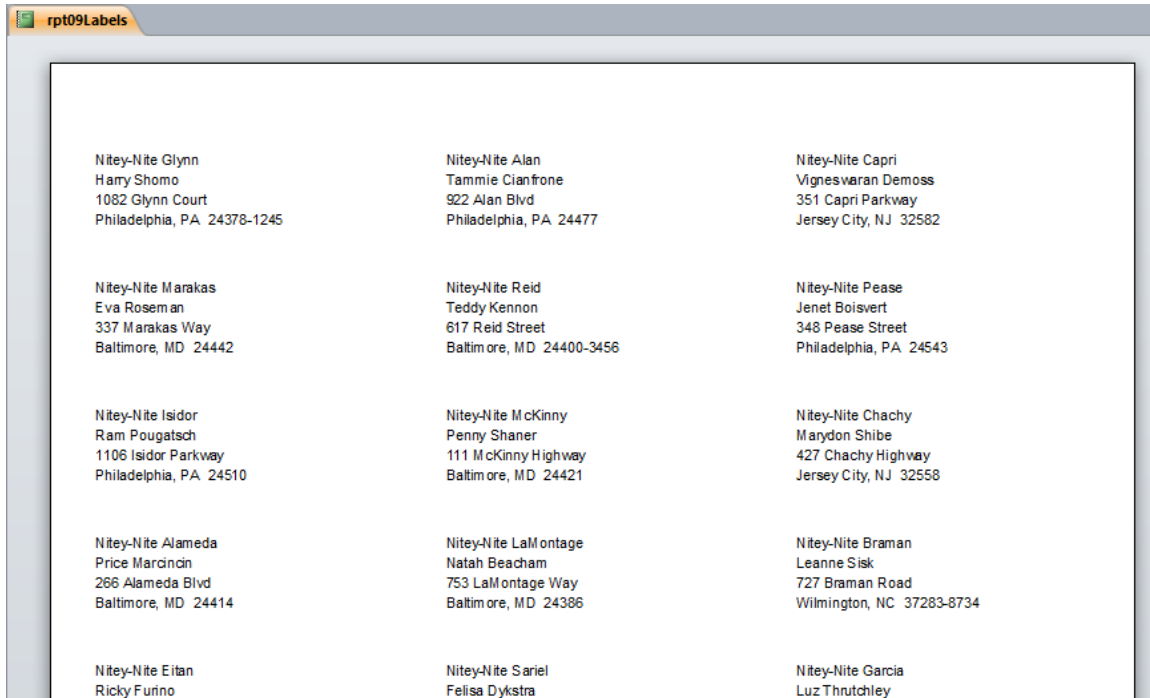 rpt09Labels
Nitey-Nite Glynn
Harry Shomo
1082 Glynn Court
Philadelphia, PA  24378-1245
Nitey-Nite Alan
Tammie Cianfrone
922 Alan Blvd
Philadelphia, PA  24477
Nitey-Nite Capri
Vigneswaran Demoss
351 Capri Parkway
Jersey City, NJ  32582
Nitey-Nite Marakas
Eva Roseman
337 Marakas Way
Baltimore, MD  24442
Nitey-Nite Reid
Teddy Kennon
617 Reid Street
Baltimore, MD  24400-3456
Nitey-Nite Pease
Jenet Boisvert
348 Pease Street
Philadelphia, PA  24543
Nitey-Nite Isidor
Ram Pougatsch
1106 Isidor Parkway
Philadelphia, PA  24510
Nitey-Nite McKinny
Penny Shaner
111 McKinny Highway
Baltimore, MD  24421
Nitey-Nite Chachy
Marydon Shibe
427 Chachy Highway
Jersey City, NJ  32558
Nitey-Nite Alameda
Price Marcincin
266 Alameda Blvd
Baltimore, MD  24414
Nitey-Nite LaMontage
Natah Beacham
753 LaMontage Way
Baltimore, MD  24386
Nitey-Nite Braman
Leanne Sisk
727 Braman Road
Wilmington, NC  37283-8734
Nitey-Nite Eitan
Ricky Furino
Nitey-Nite Sariel
Felisa Dykstra
Nitey-Nite Garcia
Luz Thrutchley